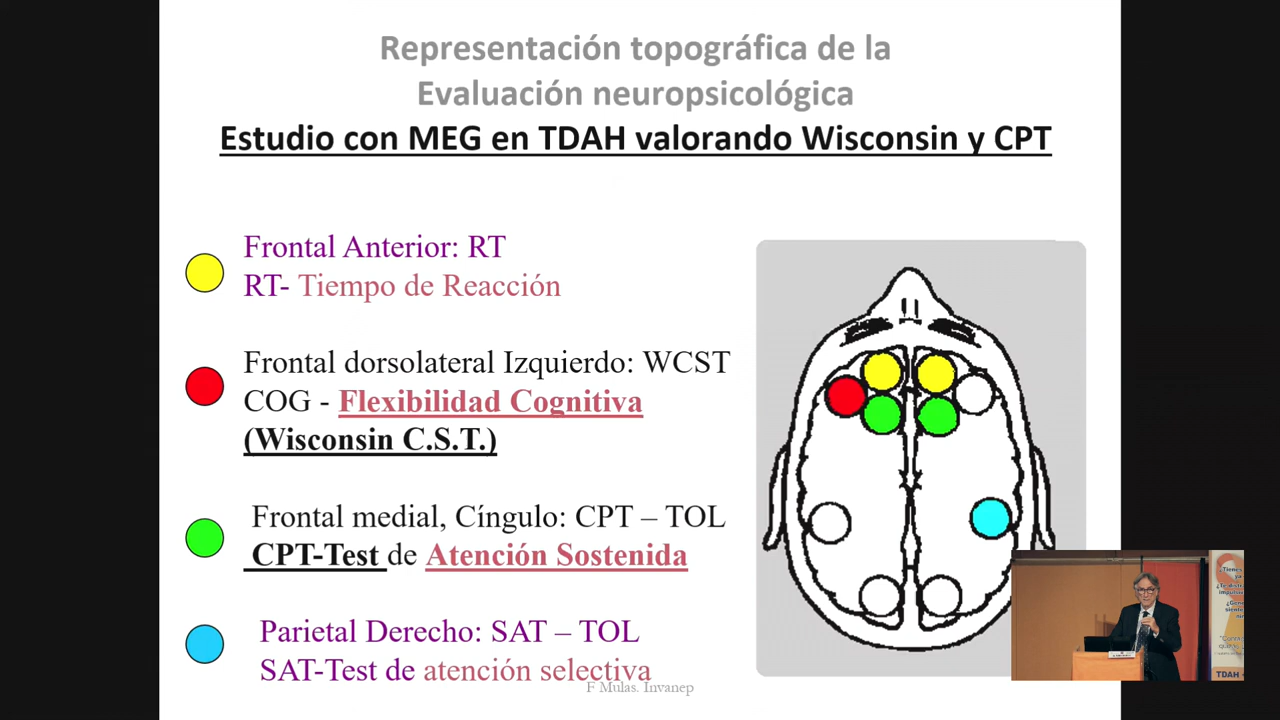 Representación topográfica de la
Evaluación neuropsicológica
Estudio con MEG en TDAH valorando Wisconsin y CPT
Frontal Anterior: RT
RT- Tiempo de Reacción
Frontal dorsolateral Izquierdo: WCST
COG - Flexibilidad Cognitiva
(Wisconsin C.S.T.)
Frontal medial, Cíngulo: CPT – TOL
CPT-Test de Atención Sostenida
Parietal Derecho: SAT – TOL
SAT-Test de atención selectiva
F Mulas. Invanep
TDAH